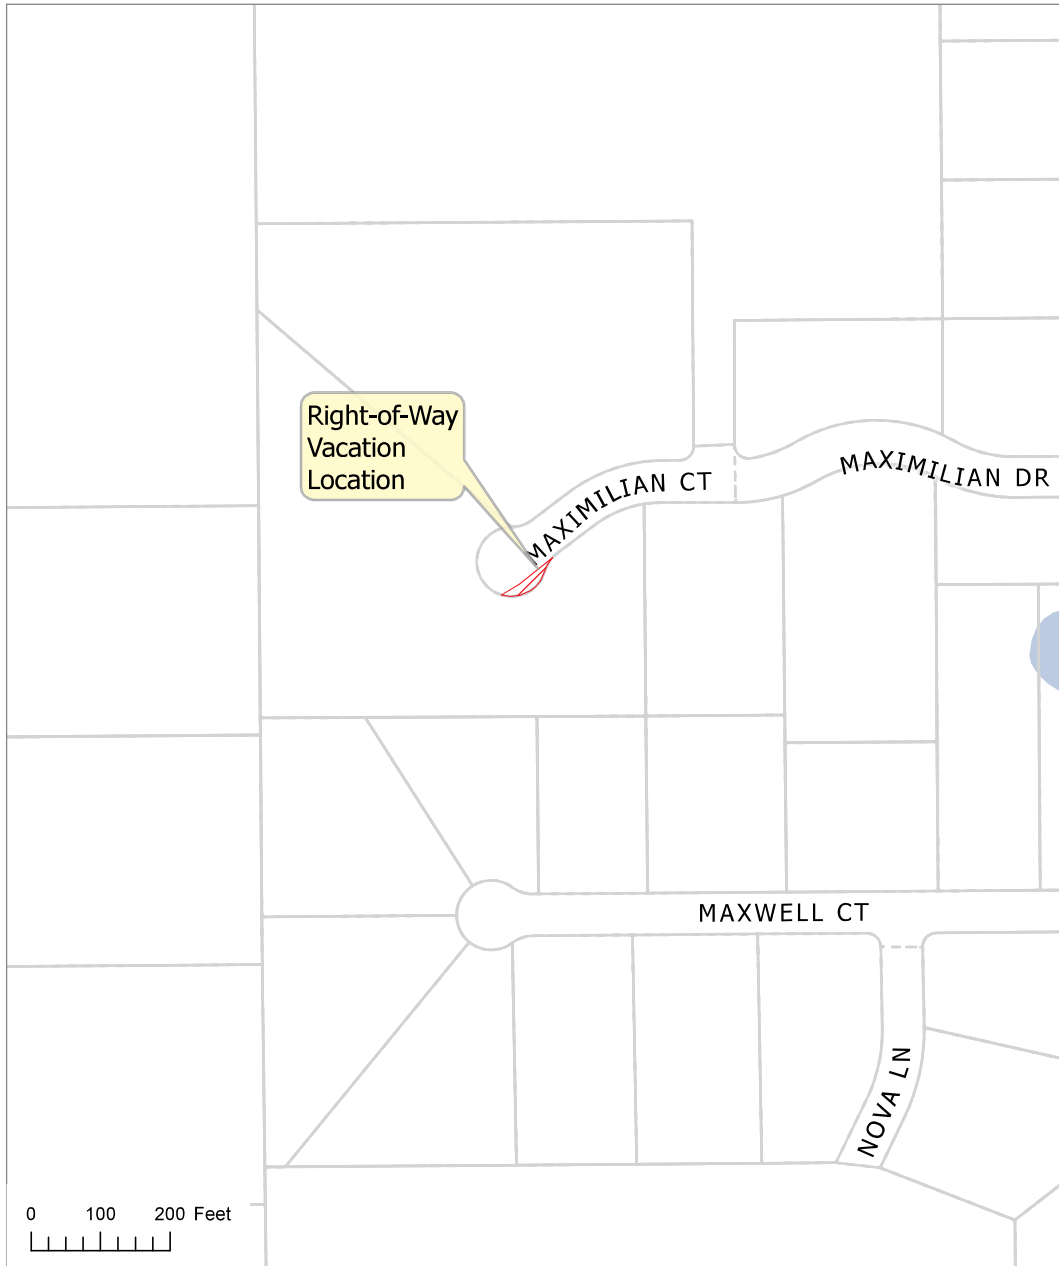 Right-of-Way
Vacation
Location
MAXIMILIAN CT
MAXIMILIAN DR
MAXWELL CT
NOVA LN
0 100 200 Feet